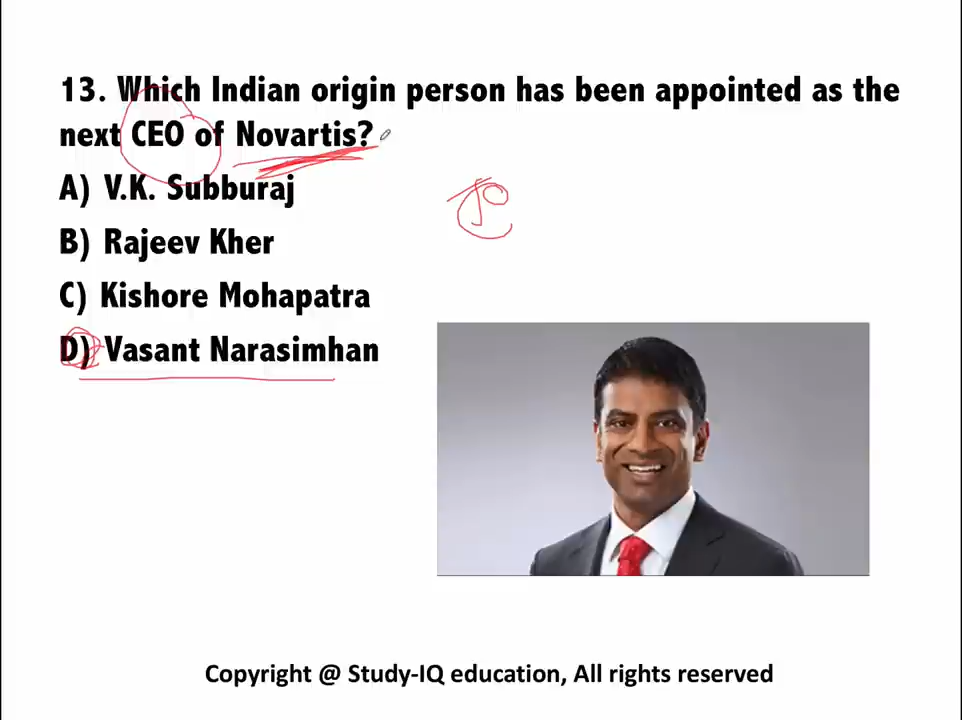 13. Which Indian origin person has been appointed as the
next CEO of Novartis?
A) V.K. Subburaj
B) Rajeev Kher
C) Kishore Mohapatra
D) Vasant Narasimhan
Copyright @ Study-IQ education, All rights reserved